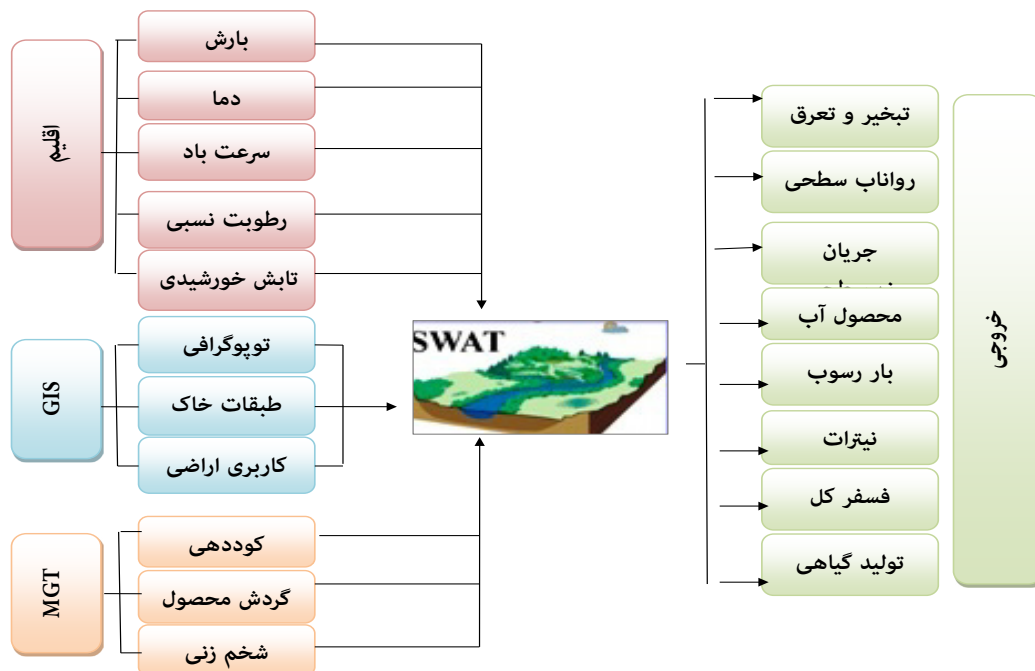 اقلیم
بارش
دما
سرعت باد
رطوبت نسبی
تابش خورشیدی
GIS
توپوگرافی
طبقات خاک
کاربری اراضی
MGT
کوددهی
گردش محصول
شخم زنی
SWAT
تبخیر و تعرق
رواناب سطحی
جریان
محصول آب
بار رسوب
نیترات
فسفر کل
تولید گیاهی
خروجی